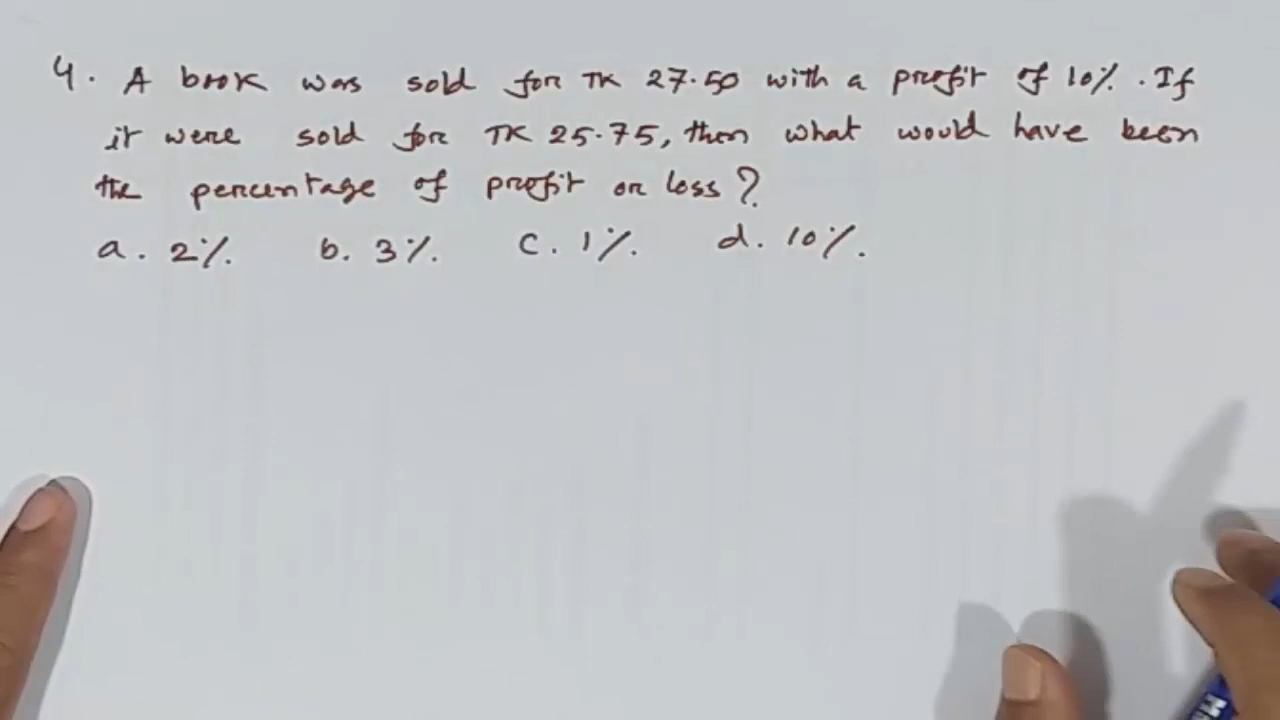 4. A book was sold for TK 27.50 with a profit of 10%. If
it were sold for TK 25.75, then what would have been
the percentage of profit or loss?
a. 2%. b. 3%. c. 1%. d. 10%.